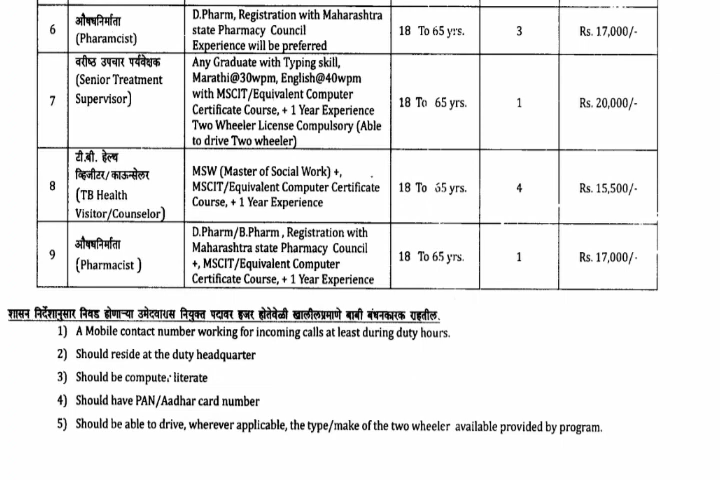 6
औषधनिर्माता
(Pharamcist)
D.Pharm, Registration with Maharashtra
state Pharmacy Council
Experience will be preferred
18 To 65 yrs.
3
Rs. 17,000/-
7
वरीष्ठ उपचार पर्यवेक्षक
(Senior Treatment
Supervisor)
Any Graduate with Typing skill,
Marathi@30wpm, English@40wpm
with MSCIT/Equivalent Computer
Certificate Course, + 1 Year Experience
Two Wheeler License Compulsory (Able
to drive Two wheeler)
18 To 65 yrs.
1
Rs. 20,000/-
8
टी.बी. हेल्थ
व्हिजीटर/ काऊन्सेलर
(TB Health
Visitor/Counselor)
MSW (Master of Social Work) +,
MSCIT/Equivalent Computer Certificate
Course, + 1 Year Experience
18 To 65 yrs.
4
Rs. 15,500/-
9
औषधनिर्माता
(Pharmacist )
D.Pharm/B.Pharm , Registration with
Maharashtra state Pharmacy Council
+, MSCIT/Equivalent Computer
Certificate Course, + 1 Year Experience
18 To 65 yrs.
1
Rs. 17,000/-
शासन निर्देशानुसार निवड होणाऱ्या उमेदवारास नियुक्त पदावर हजर होतेवेळी खालीलप्रमाणे बाबी बंधनकारक राहतील.
1) A Mobile contact number working for incoming calls at least during duty hours.
2) Should reside at the duty headquarter
3) Should be computer literate
4) Should have PAN/Aadhar card number
5) Should be able to drive, wherever applicable, the type/make of the two wheeler available provided by program.